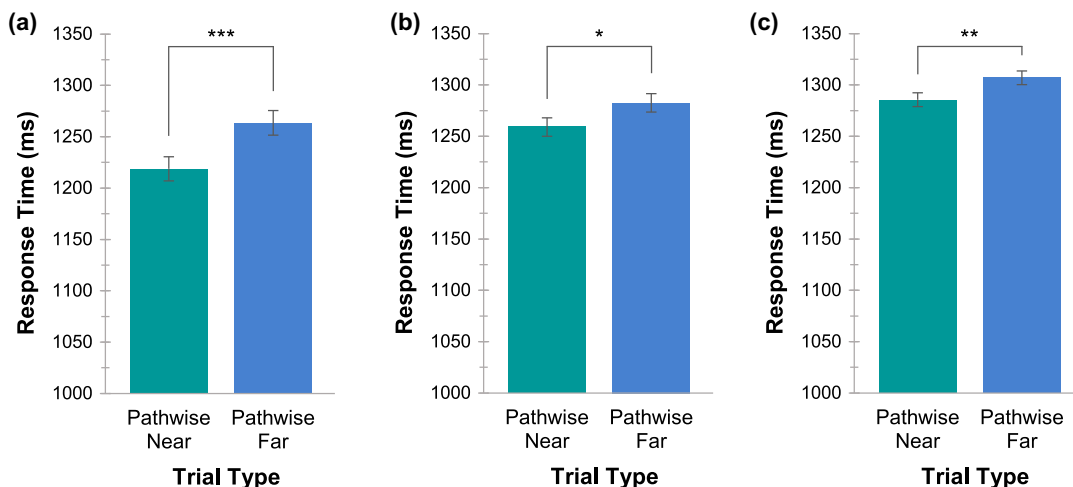 (a)
Response Time (ms)
1350
1300
1250
1200
1150
1100
1050
1000
***
Pathwise Near
Pathwise Far
Trial Type
(b)
Response Time (ms)
1350
1300
1250
1200
1150
1100
1050
1000
*
Pathwise Near
Pathwise Far
Trial Type
(c)
Response Time (ms)
1350
1300
1250
1200
1150
1100
1050
1000
**
Pathwise Near
Pathwise Far
Trial Type